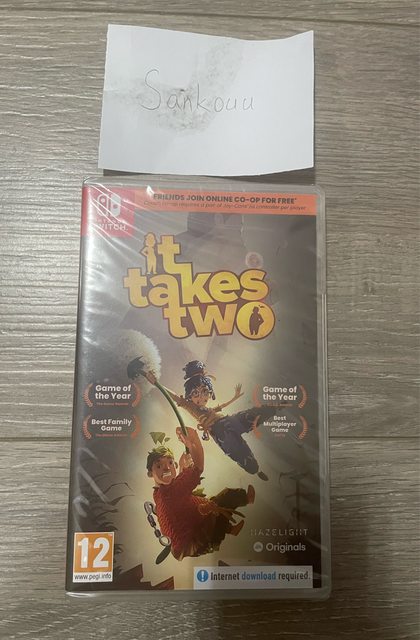 Sankouu
FRIENDS JOIN ONLINE CO-OP FOR FREE*
SWITCH
it
takes
two
Game of
the Year
Game of
the Year
Best Family
Game
Best
Multiplayer
Game
HAZELIGHT
EA Originals
12
www.pegi.info
! Internet download required.